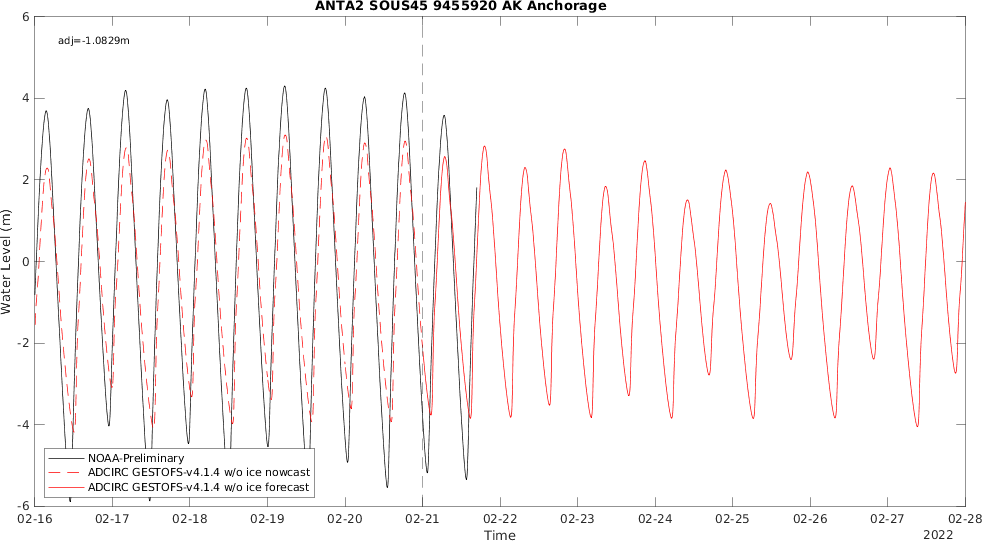 ANTA2 SOUS45 9455920 AK Anchorage
adj=-1.0829m
6
4
2
0
-2
-4
-6
Water Level (m)
NOAA-Preliminary
ADCIRC GESTOFS-v4.1.4 w/o ice nowcast
ADCIRC GESTOFS-v4.1.4 w/o ice forecast
02-16 02-17 02-18 02-19 02-20 02-21 02-22 02-23 02-24 02-25 02-26 02-27 02-28
Time
2022